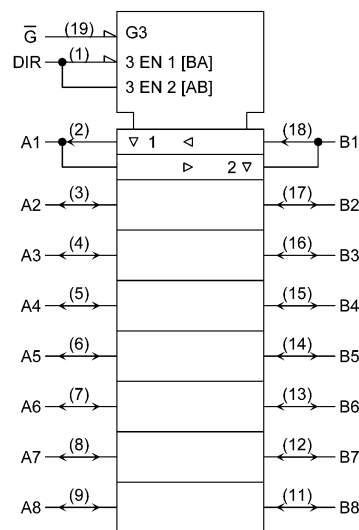 G̅ (19) G3
DIR (1) 3 EN 1 [BA]
3 EN 2 [AB]
A1 (2) ▽ 1 ◁ (18) B1
▷ 2 ▽
A2 (3) (17) B2
A3 (4) (16) B3
A4 (5) (15) B4
A5 (6) (14) B5
A6 (7) (13) B6
A7 (8) (12) B7
A8 (9) (11) B8